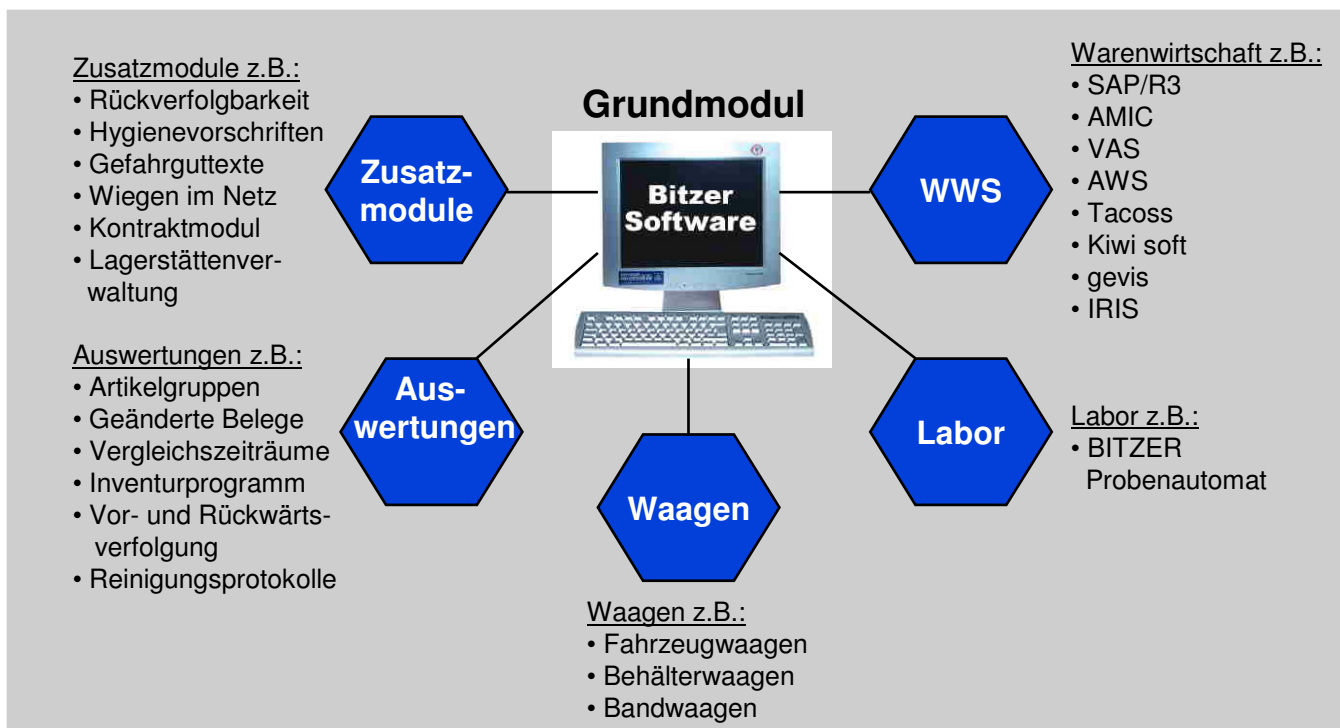 Zusatzmodule z.B.:
• Rückverfolgbarkeit
• Hygienevorschriften
• Gefahrguttexte
• Wiegen im Netz
• Kontraktmodul
• Lagerstättenver-
waltung
Auswertungen z.B.:
• Artikelgruppen
• Geänderte Belege
• Vergleichszeiträume
• Inventurprogramm
• Vor- und Rückwärts-
verfolgung
• Reinigungsprotokolle
Zusatz-
module
Aus-
wertungen
Grundmodul
Bitzer
Software
Waagen
Waagen z.B.:
• Fahrzeugwaagen
• Behälterwaagen
• Bandwaagen
WWS
Labor
Warenwirtschaft z.B.:
• SAP/R3
• AMIC
• VAS
• AWS
• Tacoss
• Kiwi soft
• gevis
• IRIS
Labor z.B.:
• BITZER
Probenautomat